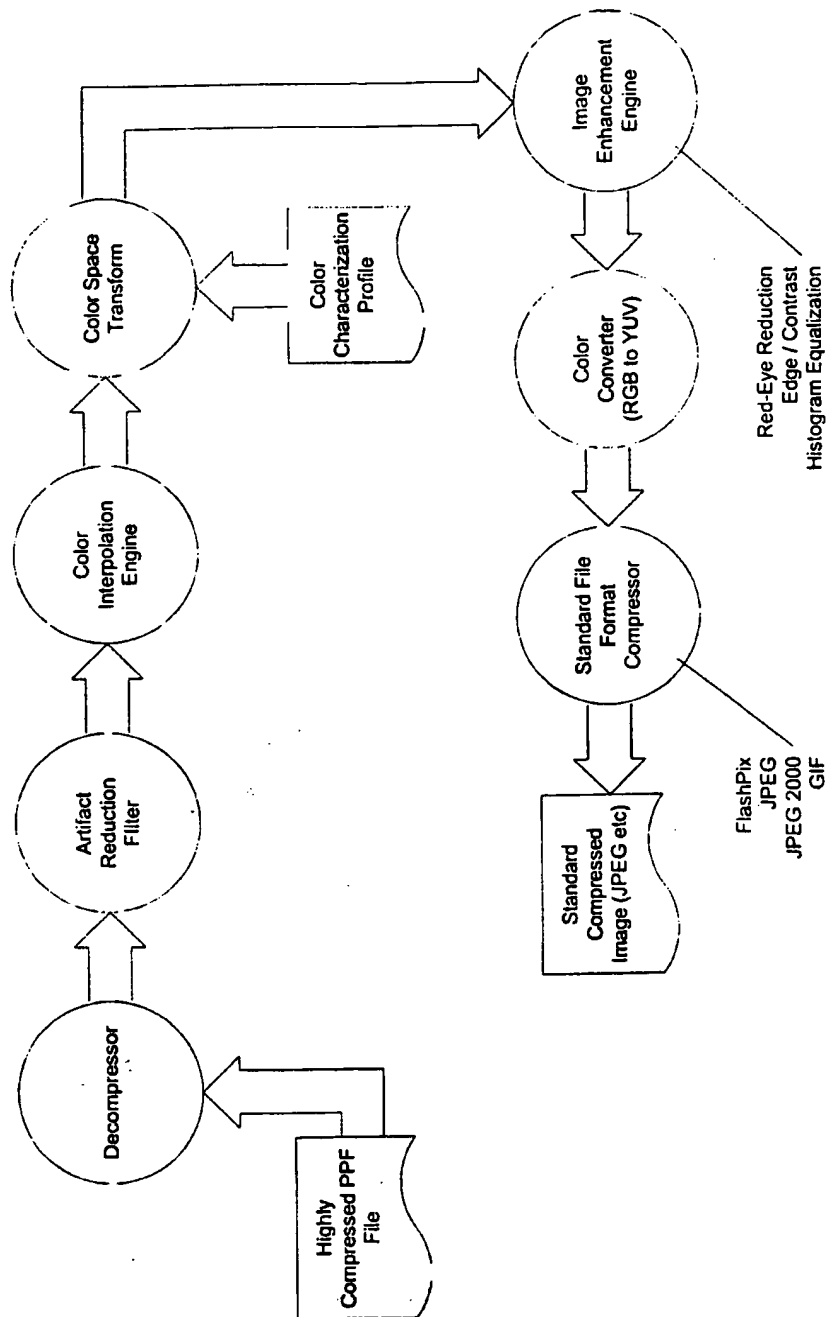 Highly
Compressed PPF
File
Decompressor
Artifact
Reduction
Filter
Color
Interpolation
Engine
Color Space
Transform
Color
Characterization
Profile
Image
Enhancement
Engine
Red-Eye Reduction
Edge / Contrast
Histogram Equalization
Color
Converter
(RGB to YUV)
Standard File
Format
Compressor
FlashPix
JPEG
JPEG 2000
GIF
Standard
Compressed
Image (JPEG etc)